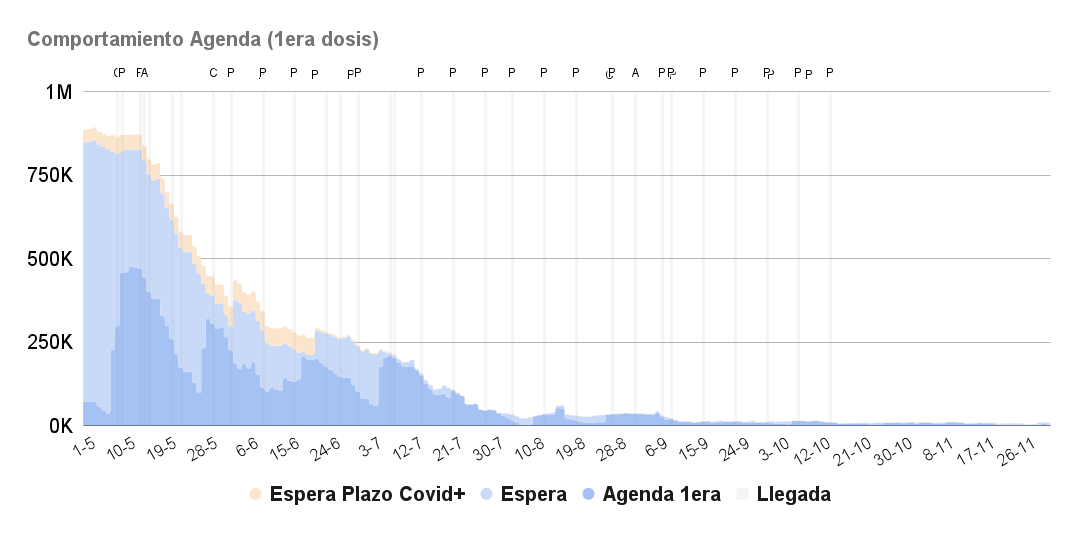 Comportamiento Agenda (1era dosis)
P A C P P P P P P P P P P P P P A P P P P P P P
1M
750K
500K
250K
0K
1-5 10-5 19-5 28-5 6-6 15-6 24-6 3-7 12-7 21-7 30-7 10-8 19-8 28-8 6-9 15-9 24-9 3-10 12-10 21-10 30-10 8-11 17-11 26-11
Espera Plazo Covid+ Espera Agenda 1era Llegada